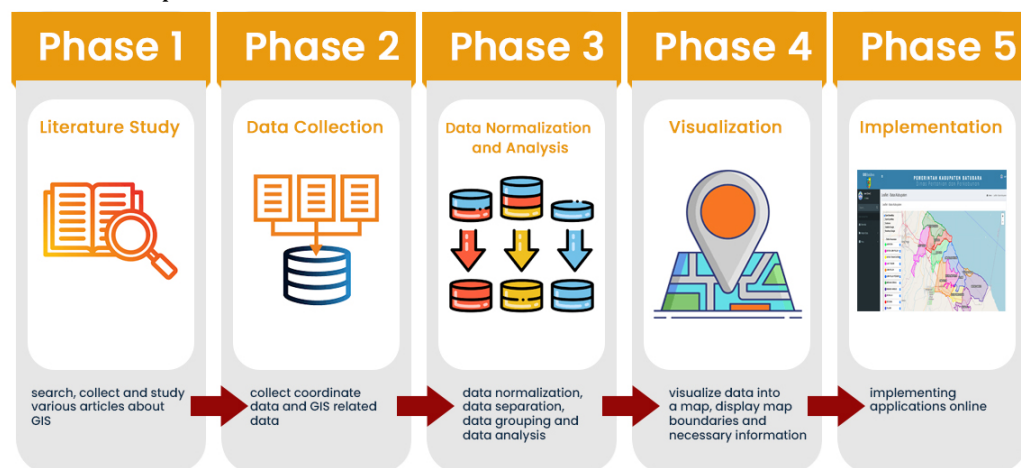 Phase 1
Phase 2
Phase 3
Phase 4
Phase 5
Literature Study
Data Collection
Data Normalization
and Analysis
Visualization
Implementation
PEMERINTAH KABUPATEN BATUBARA
search, collect and study
various articles about
GIS
collect coordinate
data and GIS related
data
data normalization,
data separation,
data grouping and
data analysis
visualize data into
a map, display map
boundaries and
necessary information
implementing
applications online